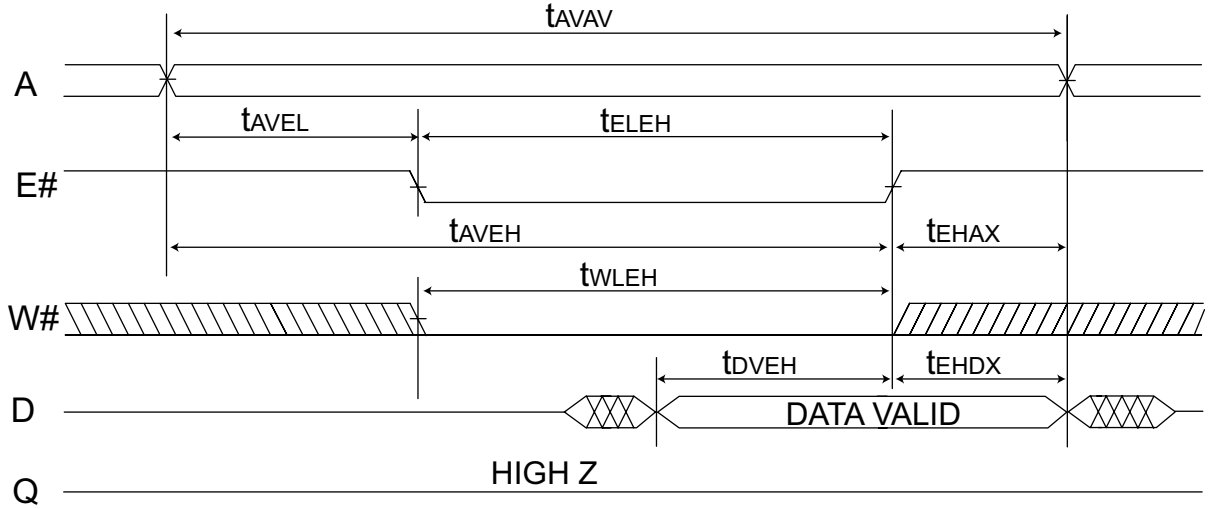 tAVAV
A
tAVEL tELEH
E#
tAVEH tEHAX
tWLEH
W#
tDVEH tEHDX
D DATA VALID
HIGH Z
Q